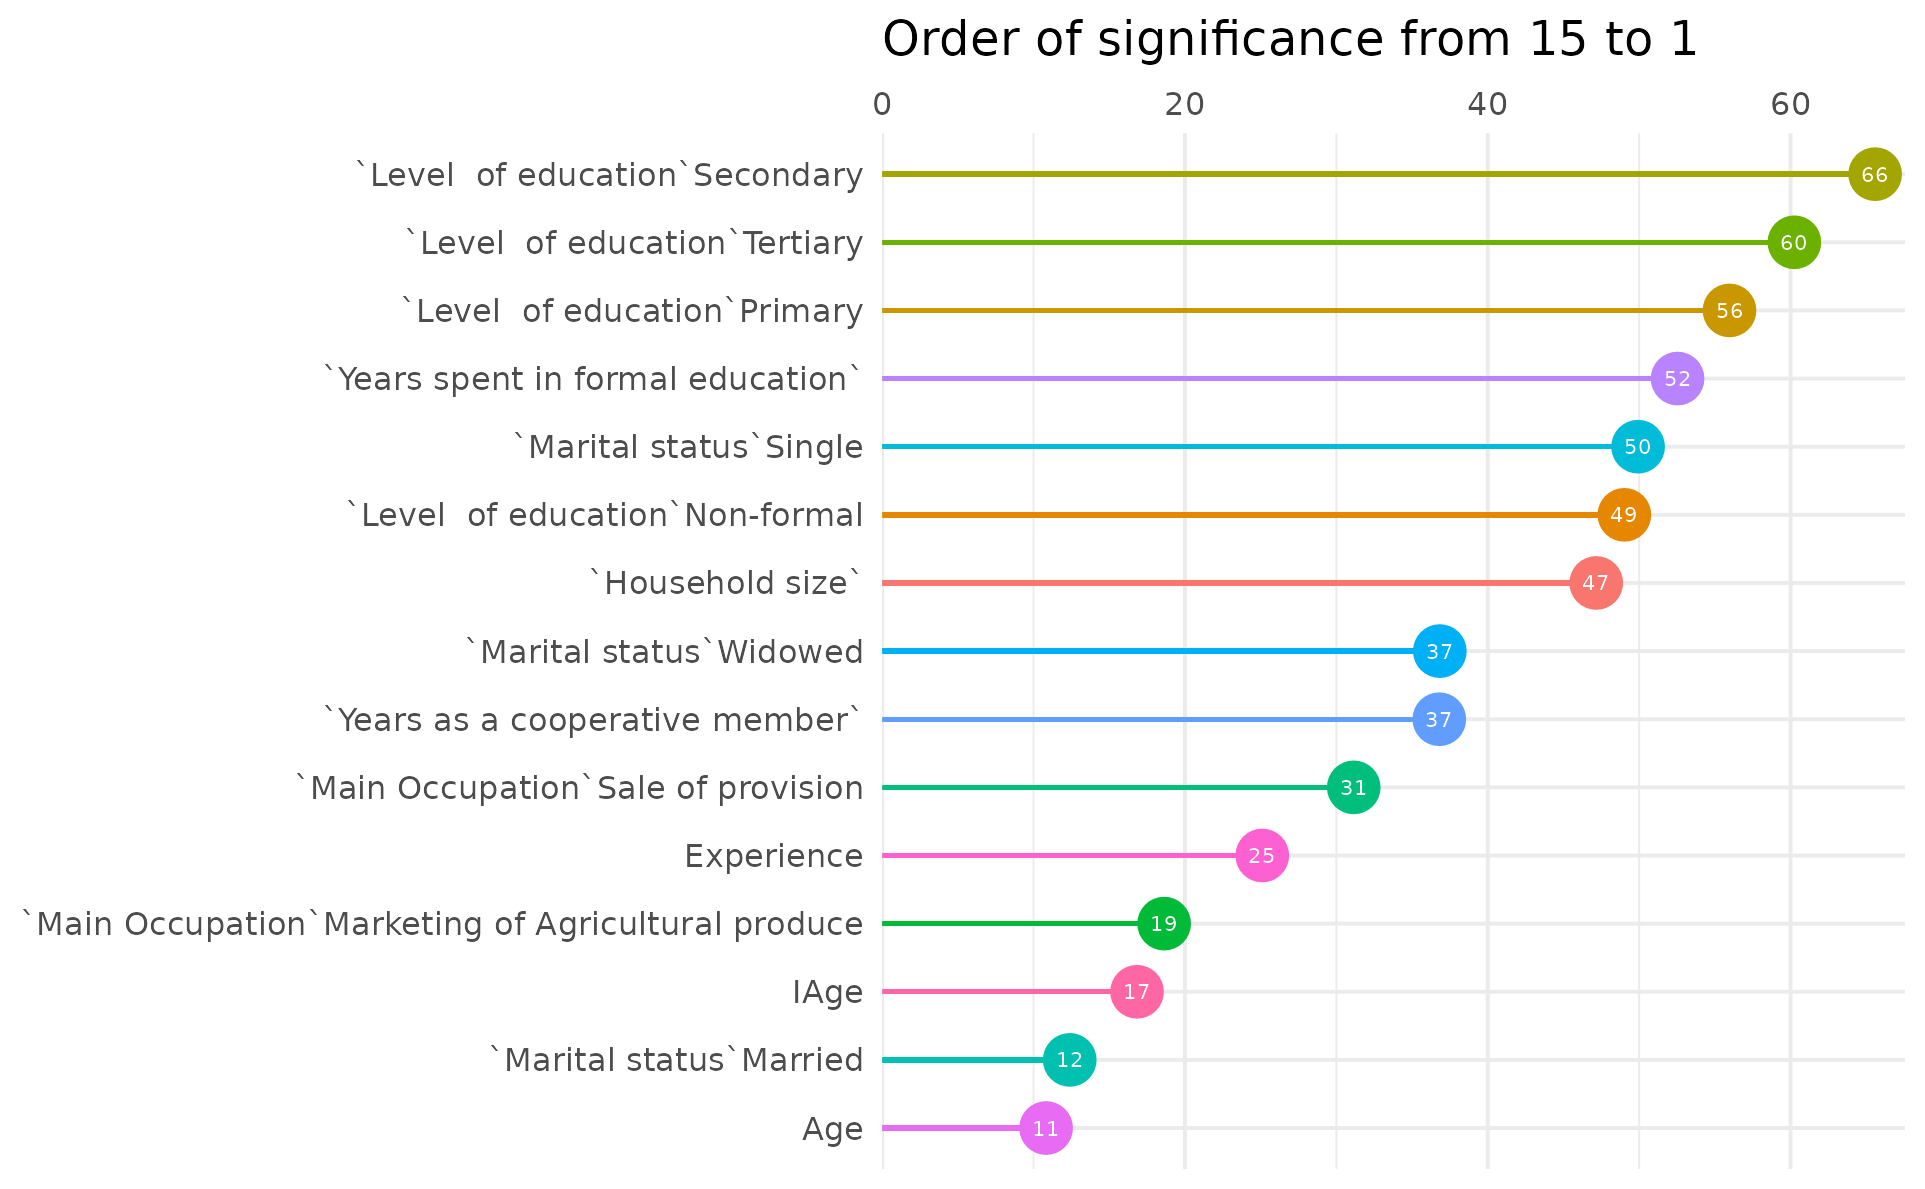 Order of significance from 15 to 1
0 20 40 60
`Level  of education`Secondary 66
`Level  of education`Tertiary 60
`Level  of education`Primary 56
`Years spent in formal education` 52
`Marital status`Single 50
`Level  of education`Non-formal 49
`Household size` 47
`Marital status`Widowed 37
`Years as a cooperative member` 37
`Main Occupation`Sale of provision 31
Experience 25
`Main Occupation`Marketing of Agricultural produce 19
IAge 17
`Marital status`Married 12
Age 11